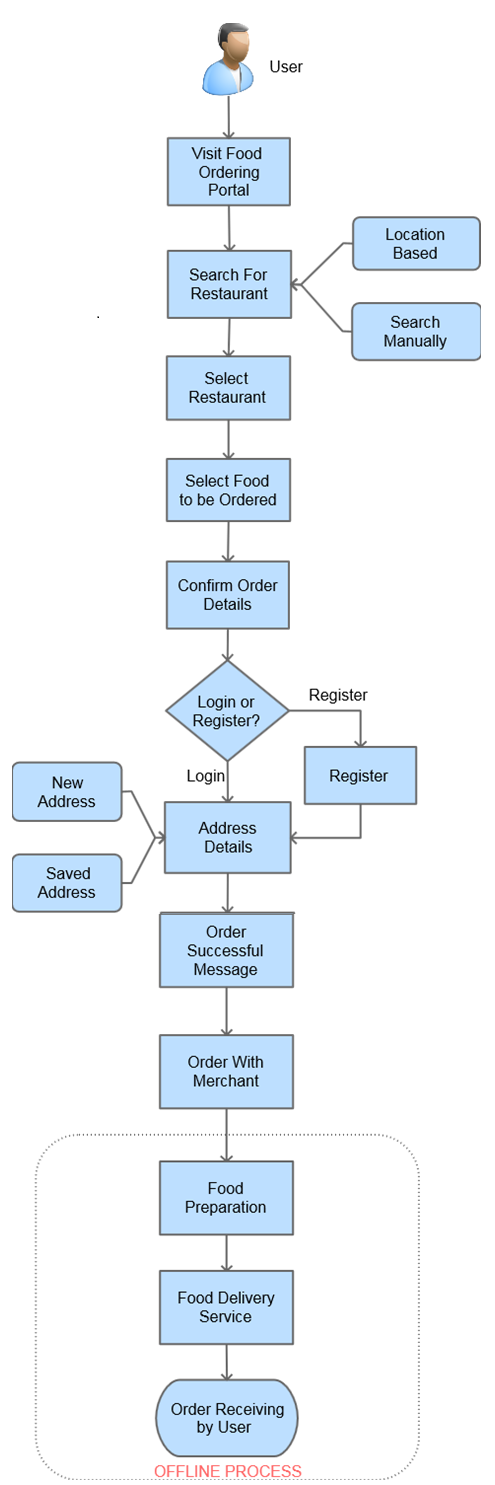 User
Visit Food
Ordering
Portal
Search For
Restaurant
Location
Based
Search
Manually
Select
Restaurant
Select Food
to be Ordered
Confirm Order
Details
Login or
Register?
Register
Login
Register
New
Address
Address
Details
Saved
Address
Order
Successful
Message
Order With
Merchant
Food
Preparation
Food Delivery
Service
Order Receiving
by User
OFFLINE PROCESS